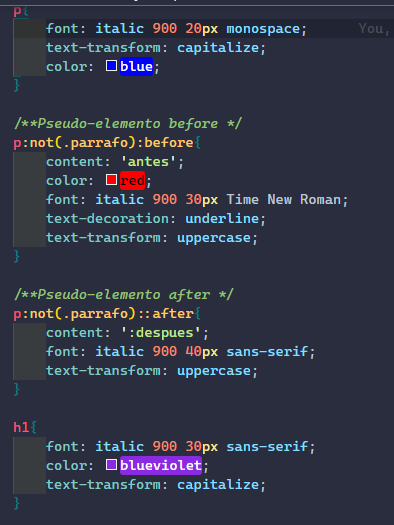 p{
font: italic 900 20px monospace; You,
text-transform: capitalize;
color: blue;
}
/**Pseudo-elemento before */
p:not(.parrafo):before{
content: 'antes';
color: red;
font: italic 900 30px Time New Roman;
text-decoration: underline;
text-transform: uppercase;
}
/**Pseudo-elemento after */
p:not(.parrafo)::after{
content: ':despues';
font: italic 900 40px sans-serif;
text-transform: uppercase;
}
h1{
font: italic 900 30px sans-serif;
color: blueviolet;
text-transform: capitalize;
}